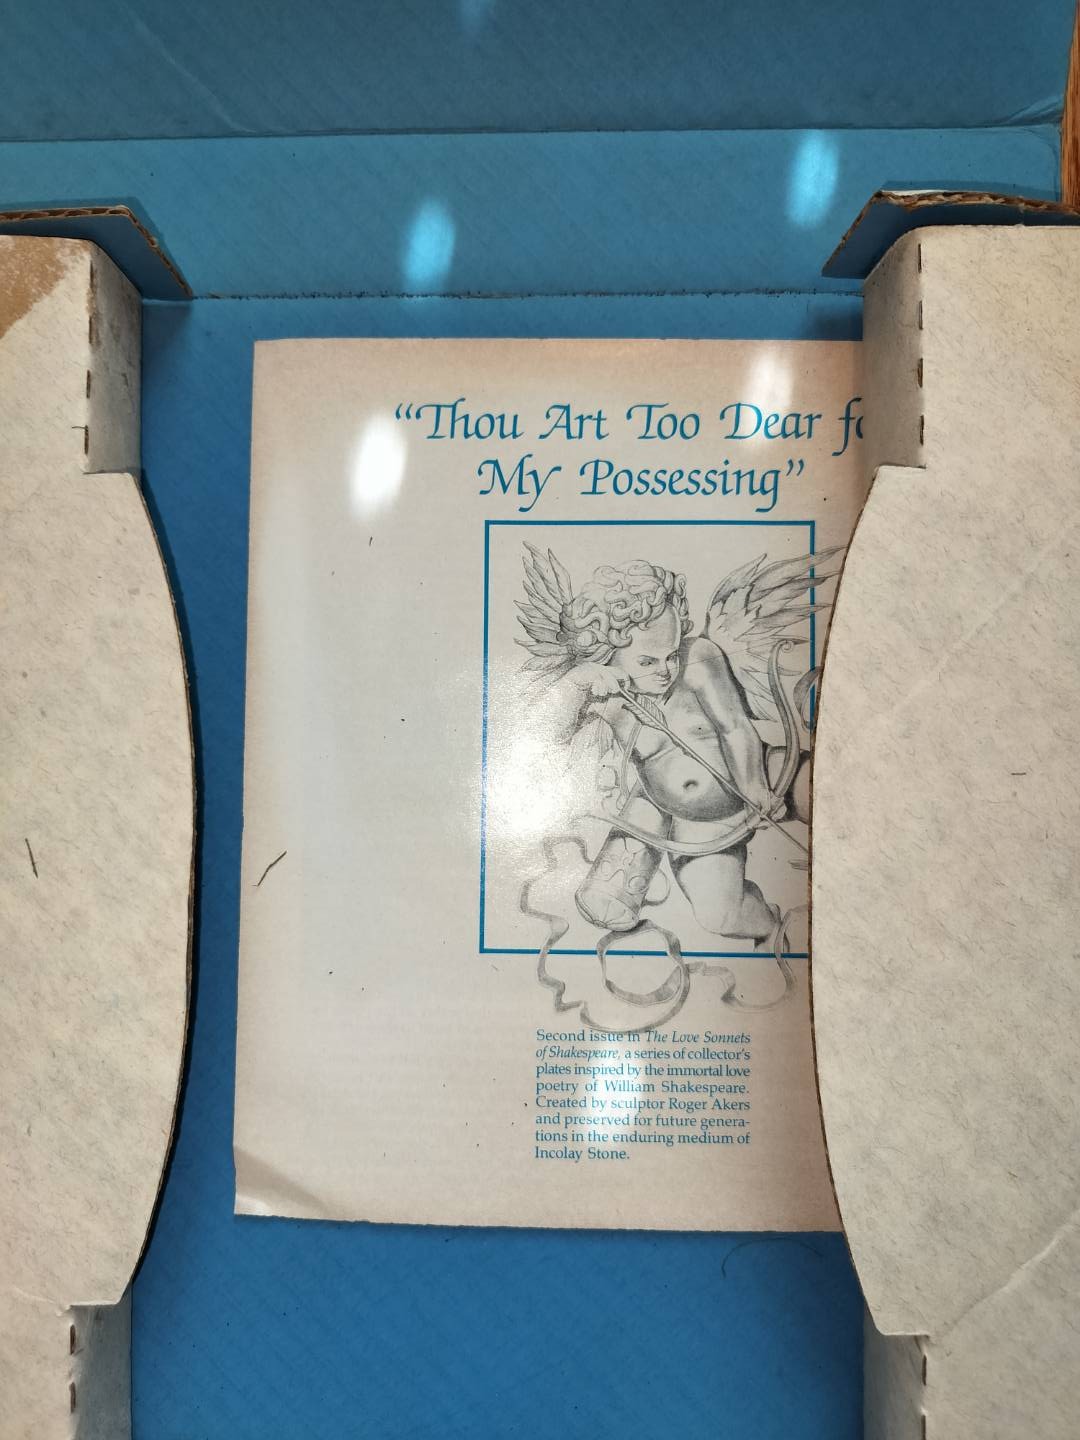 “Thou Art Too Dear fo
My Possessing”
Second issue in The Love Sonnets
of Shakespeare, a series of collector's
plates inspired by the immortal love
poetry of William Shakespeare.
Created by sculptor Roger Akers
and preserved for future genera-
tions in the enduring medium of
Incolay Stone.